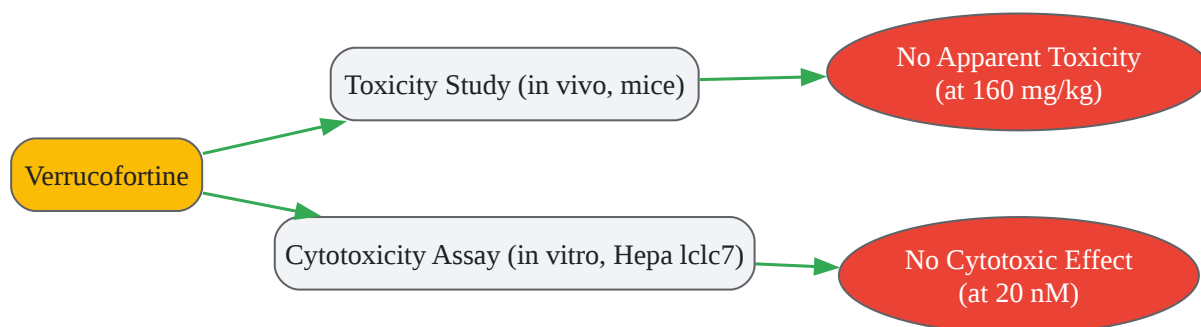 Verrucofortine
Toxicity Study (in vivo, mice)
No Apparent Toxicity
(at 160 mg/kg)
Cytotoxicity Assay (in vitro, Hepa lclc7)
No Cytotoxic Effect
(at 20 nM)